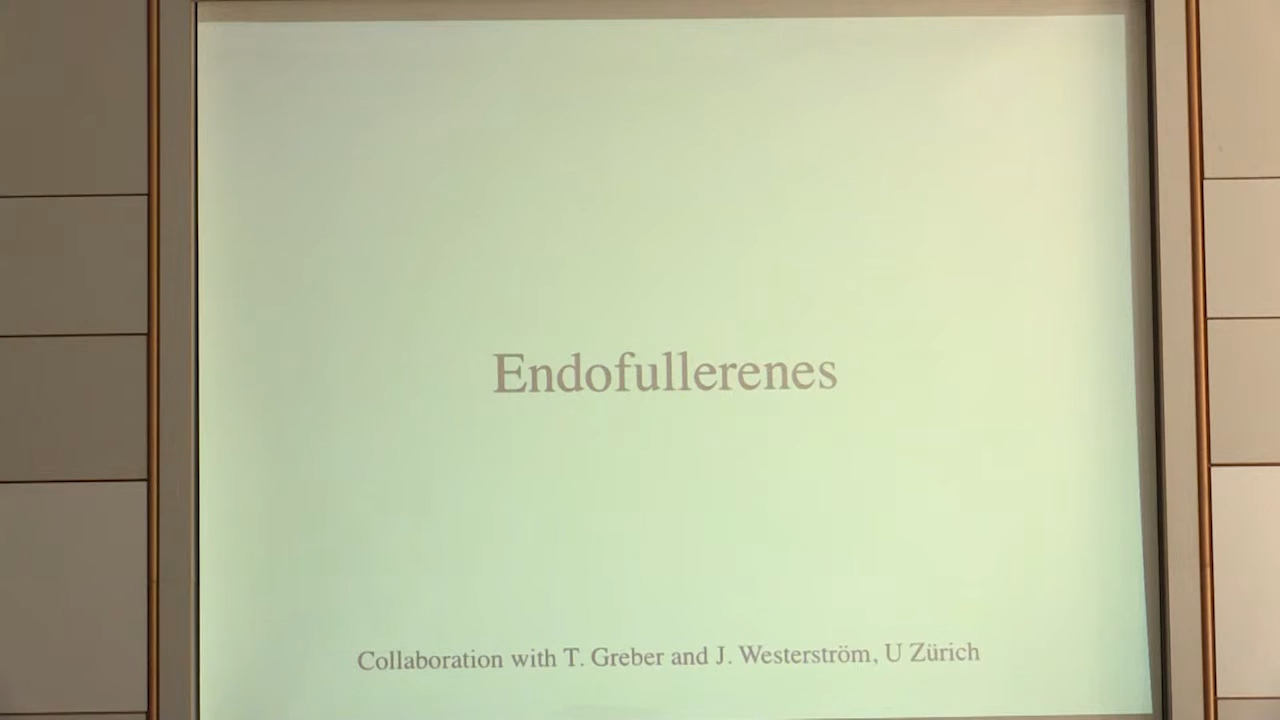 Endofullerenes
Collaboration with T. Greber and J. Westerström, U Zürich